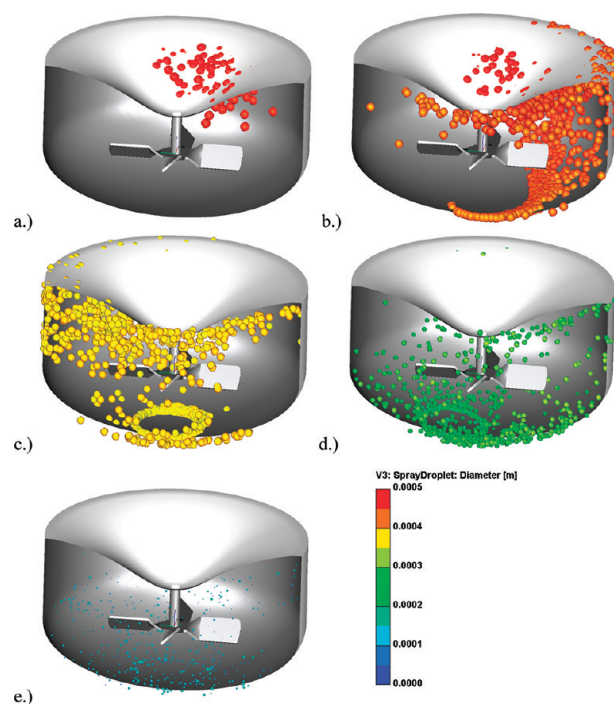 a.)
b.)
c.)
d.)
V3: SprayDroplet: Diameter [m]
0.0005
0.0004
0.0003
0.0002
0.0001
0.0000
e.)